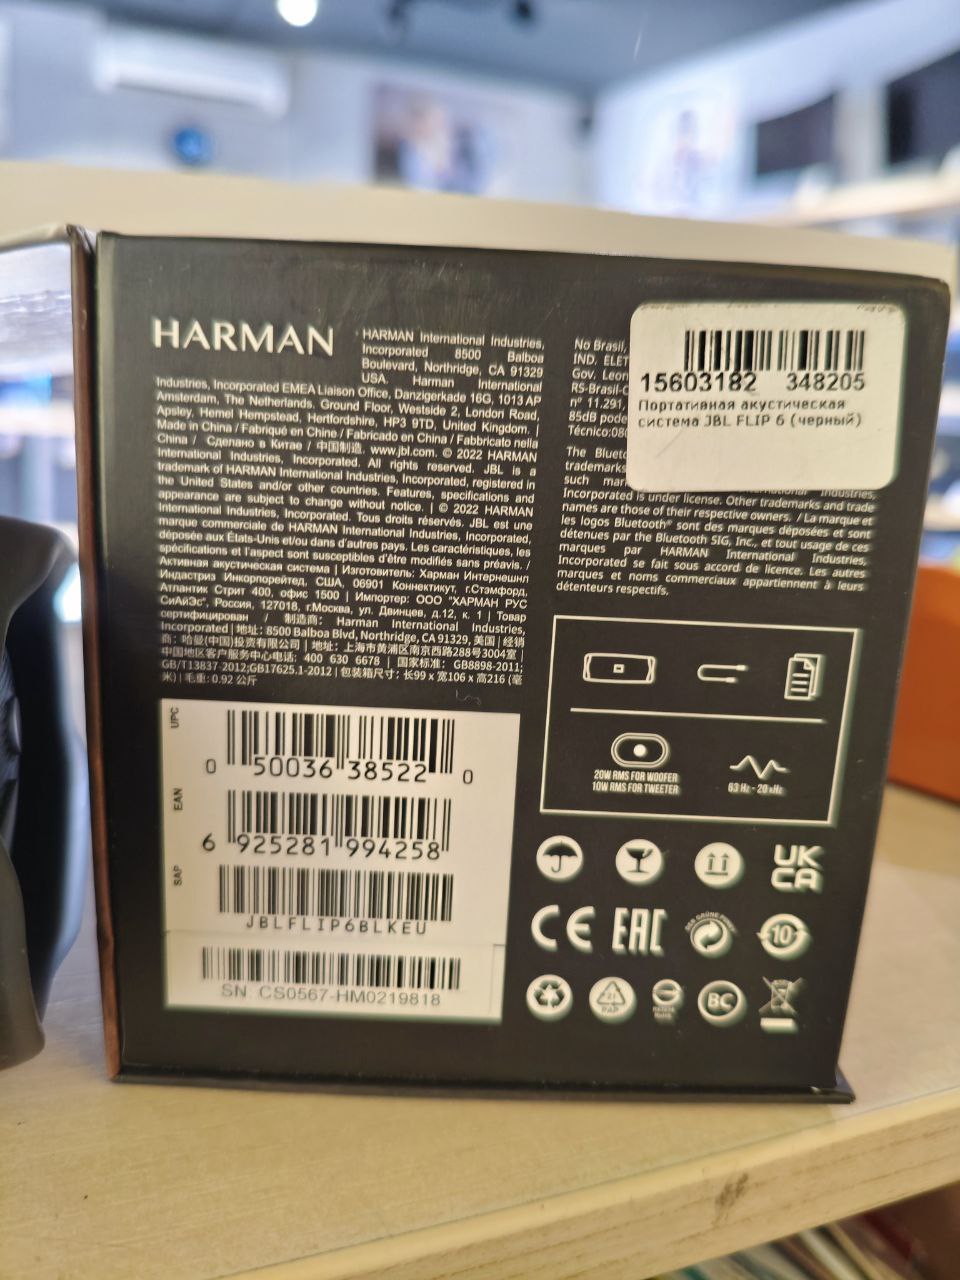 HARMAN
HARMAN International Industries,
Incorporated 8500 Balboa
Boulevard, Northridge, CA 91329
USA. Harman International
Industries, Incorporated EMEA Liaison Office, Danzigerkade 16G, 1013 AP
Amsterdam, The Netherlands. Ground Floor, Westside 2, London Road,
Apsley, Hemel Hempstead, Hertfordshire, HP3 9TD, United Kingdom. |
Made in China / Fabriqué en Chine / Fabricado en China / Fabbricato nella
China / Сделано в Китае / 中国制造. www.jbl.com. © 2022 HARMAN
International Industries, Incorporated. All rights reserved. JBL is a
trademark of HARMAN International Industries, Incorporated, registered in
the United States and/or other countries. Features, specifications and
appearance are subject to change without notice. | © 2022 HARMAN
International Industries, Incorporated. Tous droits réservés. JBL est une
marque commerciale de HARMAN International Industries, Incorporated,
déposée aux États-Unis et/ou dans d'autres pays. Les caractéristiques, les
spécifications et l'aspect sont susceptibles d'être modifiés sans préavis. /
Активная акустическая система | Изготовитель: Харман Интернешнл
Индастриз Инкорпорейтед, США, 06901 Коннектикут, г.Стэмфорд,
Атлантик Стрит 400, офис 1500 | Импортер: ООО "ХАРМАН РУС
СиАйЭс", Россия, 127018, г.Москва, ул. Двинцев, д.12, к. 1 | Товар
сертифицирован / 制造商: Harman International Industries,
Incorporated | 地址: 8500 Balboa Blvd, Northridge, CA 91329, 美国 | 经销
商: 哈曼(中国)投资有限公司 | 地址: 上海市黄浦区南京西路288号3004室 |
中国地区客户服务中心电话: 400 630 6678 | 国家标准: GB8898-2011;
GB/T13837-2012;GB17625.1-2012 | 包装箱尺寸: 长99 x 宽106 x 高216 (毫
米) | 毛重: 0.92 公斤
No Brasil,
IND. ELET
Gov. Leon
RS-Brasil-C
nº 11.291,
85dB pode
Técnico:080
15603182 348205
Портативная акустическая
система JBL FLIP 6 (черный)
The Blueto
trademarks
such mar
International Industries,
Incorporated is under license. Other trademarks and trade
names are those of their respective owners. / La marque et
les logos Bluetooth® sont des marques déposées et sont
détenues par the Bluetooth SIG, Inc., et tout usage de ces
marques par HARMAN International Industries,
Incorporated se fait sous accord de licence. Les autres
marques et noms commerciaux appartiennent à leurs
détenteurs respectifs.
20W RMS FOR WOOFER
10W RMS FOR TWEETER
63 Hz - 20 kHz
UPC
0 50036 38522 0
EAN
6 925281 994258
SAP
JBLFLIP6BLKEU
SN: CS0567-HM0219818
UK
CA
CE
EAC
DER GRÜNE PUNKT
10
21
PAP
BC